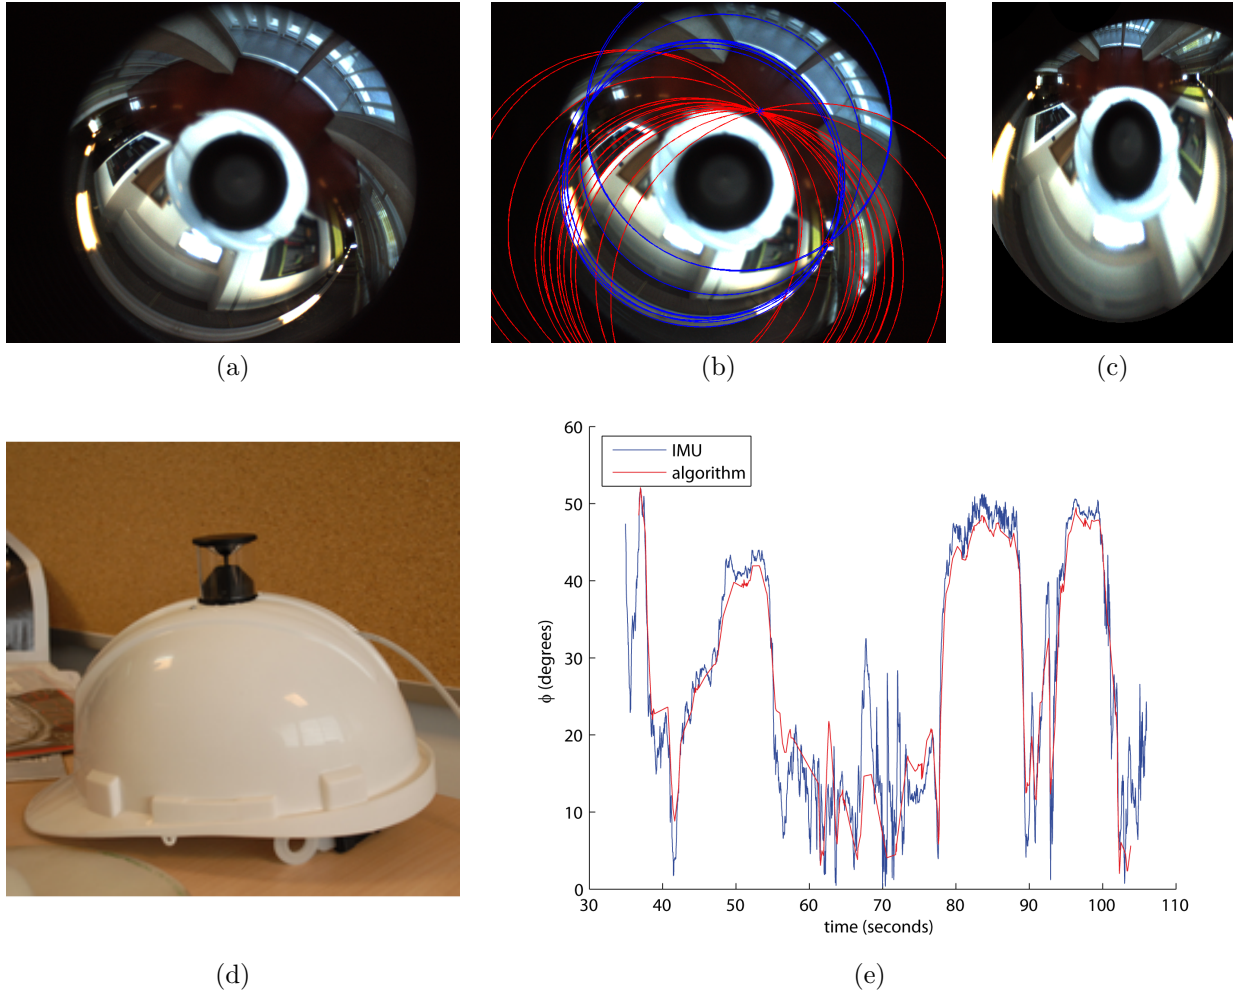 (a)
(b)
(c)
60
50
40
30
20
10
0
IMU
algorithm
ϕ (degrees)
30 40 50 60 70 80 90 100 110
time (seconds)
(d)
(e)